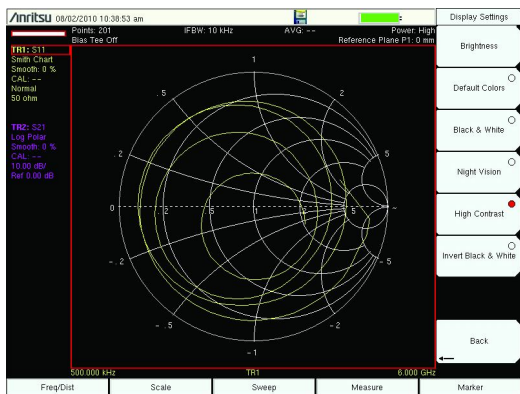 Anritsu 08/02/2010 10:38:53 am
Display Settings
Points: 201
IFBW: 10 kHz
AVG: --
Power: High
Bias Tee Off
Reference Plane P1: 0 mm
TR1: S11
Smith Chart
Smooth: 0 %
CAL: --
Normal
50 ohm
TR2: S21
Log Polar
Smooth: 0 %
CAL: --
10.00 dB/
Ref 0.00 dB
1
.5
2
.2
5
0
.2
.5
1
2
5
~
-.2
-5
-.5
-2
-1
500.000 kHz
TR1
6.000 GHz
Brightness
Default Colors
Black & White
Night Vision
High Contrast
Invert Black & White
Back
Freq/Dist
Scale
Sweep
Measure
Marker